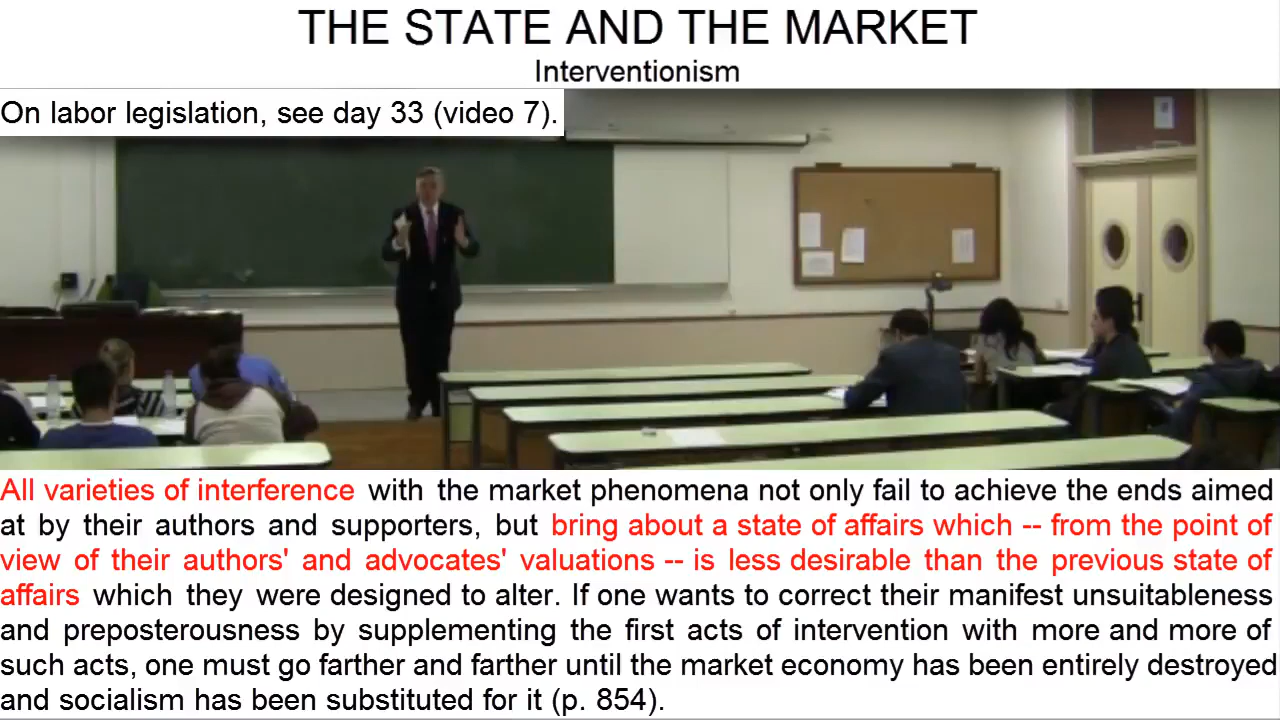 THE STATE AND THE MARKET
Interventionism
On labor legislation, see day 33 (video 7).
All varieties of interference with the market phenomena not only fail to achieve the ends aimed
at by their authors and supporters, but bring about a state of affairs which -- from the point of
view of their authors' and advocates' valuations -- is less desirable than the previous state of
affairs which they were designed to alter. If one wants to correct their manifest unsuitableness
and preposterousness by supplementing the first acts of intervention with more and more of
such acts, one must go farther and farther until the market economy has been entirely destroyed
and socialism has been substituted for it (p. 854).